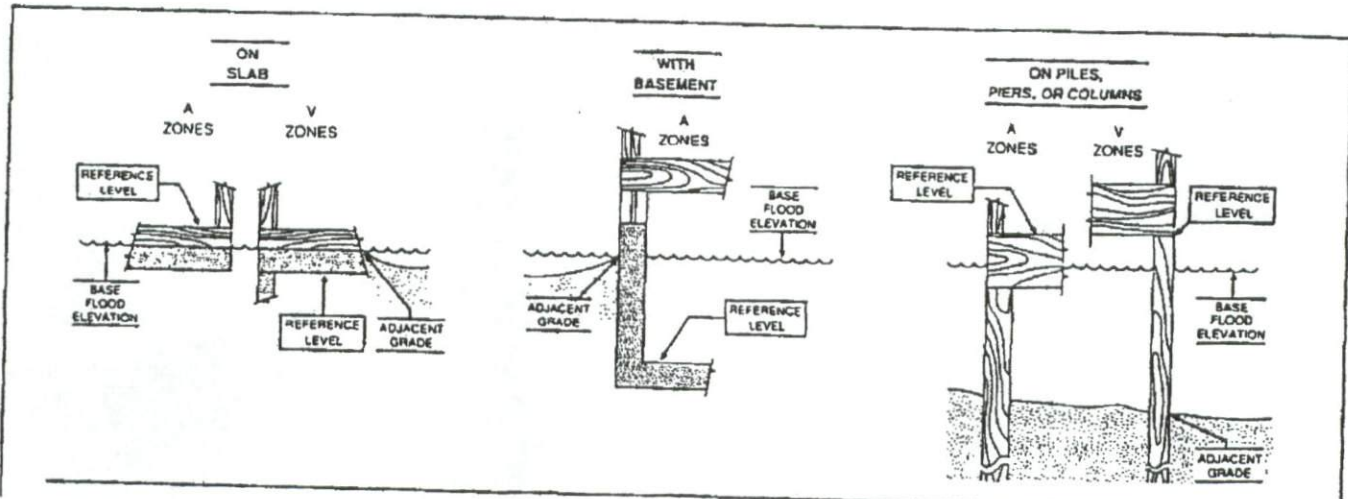 ON
SLAB
A
ZONES
V
ZONES
REFERENCE
LEVEL
BASE
FLOOD
ELEVATION
REFERENCE
LEVEL
ADJACENT
GRADE
WITH
BASEMENT
A
ZONES
BASE
FLOOD
ELEVATION
ADJACENT
GRADE
REFERENCE
LEVEL
ON PILES,
PIERS, OR COLUMNS
A
ZONES
V
ZONES
REFERENCE
LEVEL
REFERENCE
LEVEL
BASE
FLOOD
ELEVATION
ADJACENT
GRADE